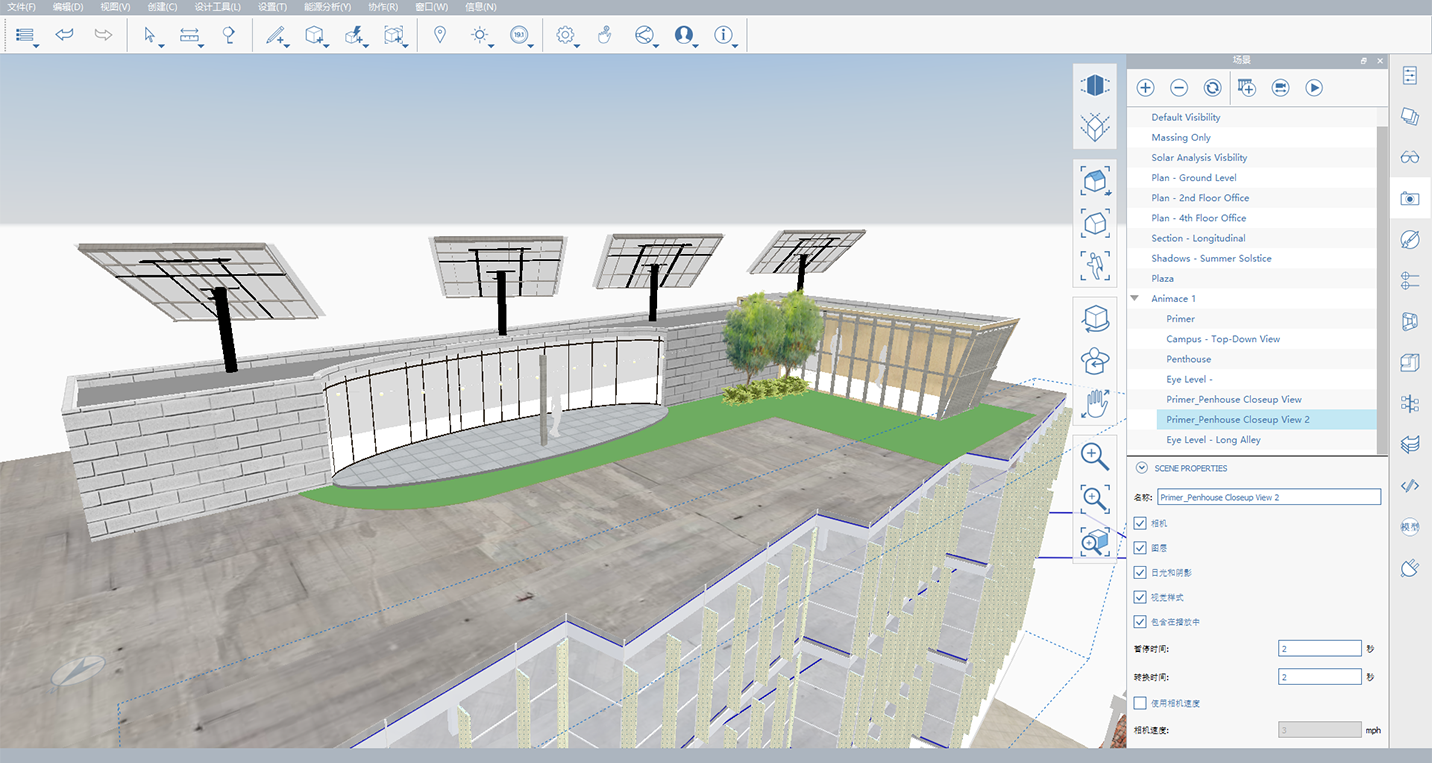 文件(F) 编辑(D) 视图(V) 创建(C) 设计工具(L) 设置(T) 能源分析(Y) 协作(R) 窗口(W) 信息(N)
19.1
场景
Default Visibility
Massing Only
Solar Analysis Visbility
Plan - Ground Level
Plan - 2nd Floor Office
Plan - 4th Floor Office
Section - Longitudinal
Shadows - Summer Solstice
Plaza
Animace 1
Primer
Campus - Top-Down View
Penthouse
Eye Level -
Primer_Penhouse Closeup View
Primer_Penhouse Closeup View 2
Eye Level - Long Alley
SCENE PROPERTIES
名称: Primer_Penhouse Closeup View 2
相机
图层
日光和阴影
视觉样式
包含在播放中
暂停时间: 2 秒
转换时间: 2 秒
使用相机速度
相机速度: 3 mph
模型